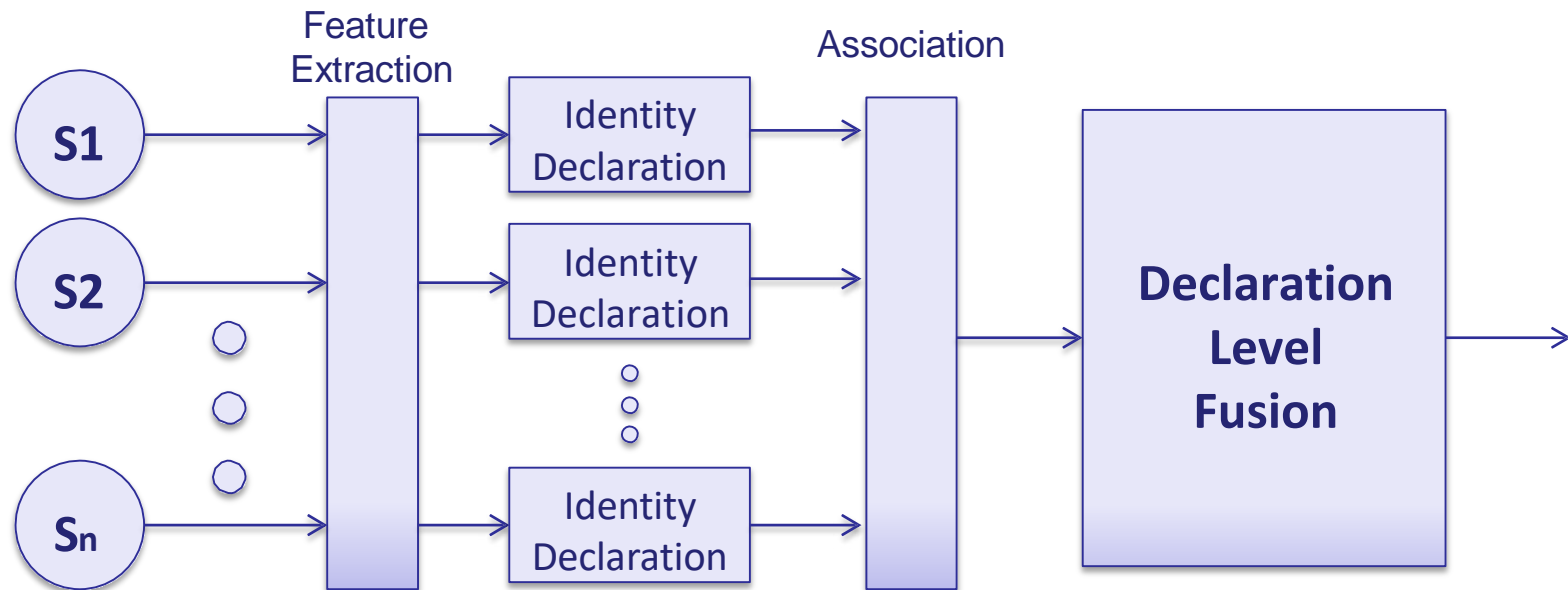 Feature
Extraction
Association
S1
Identity
Declaration
S2
Identity
Declaration
Declaration
Level
Fusion
Sn
Identity
Declaration